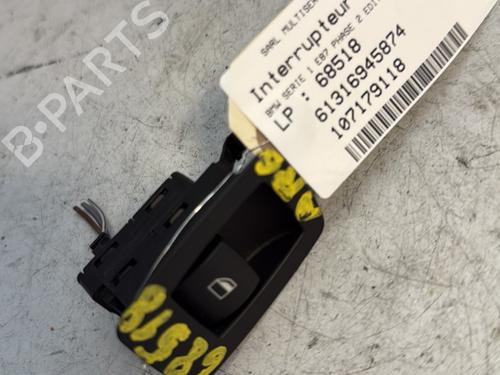 SARL MULTISER
Interrupteur
BMW SERIE 1 E87 PHASE 2 EDIT
LP : 68518
61316945874
107179118
68518
B-PARTS